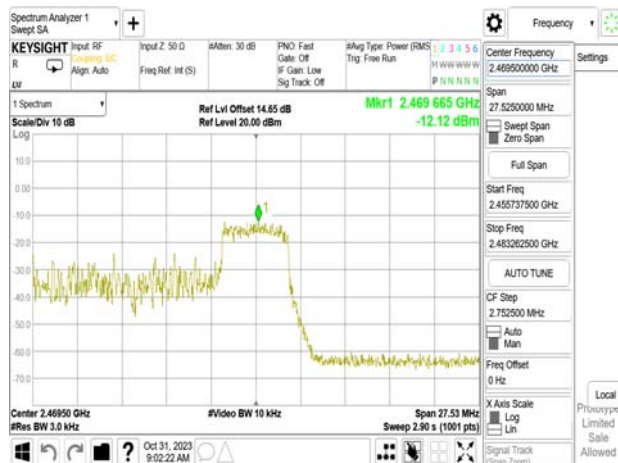 Spectrum Analyzer 1
Swept SA
Frequency
KEYSIGHT
Input: RF
Coupling: DC
Align: Auto
Input Z: 50 Ω
Freq Ref: Int (S)
#Atten: 30 dB
PNO: Fast
Gate: Off
IF Gain: Low
Sig Track: Off
#Avg Type: Power (RMS
Trig: Free Run
1 2 3 4 5 6
M W W W W W
P N N N N N
R
Center Frequency
2.469500000 GHz
Settings
Span
27.5250000 MHz
Swept Span
Zero Span
Full Span
Start Freq
2.455737500 GHz
Stop Freq
2.483262500 GHz
AUTO TUNE
CF Step
2.752500 MHz
Auto
Man
Freq Offset
0 Hz
X Axis Scale
Log
Lin
Signal Track
(Span Zoom)
Local
Prototype
Limited
Sale
Allowed
1 Spectrum
Scale/Div 10 dB
Log
Ref Lvl Offset 14.65 dB
Ref Level 20.00 dBm
Mkr1 2.469 665 GHz
-12.12 dBm
10.0
0.00
-10.0
-20.0
-30.0
-40.0
-50.0
-60.0
-70.0
1
Center 2.46950 GHz
#Res BW 3.0 kHz
#Video BW 10 kHz
Span 27.53 MHz
Sweep 2.90 s (1001 pts)
?
Oct 31, 2023
9:02:22 AM